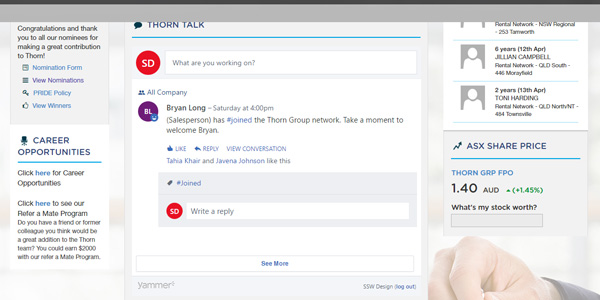 Congratulations and thank
you to all our nominees for
making a great contribution
to Thorn!
Nomination Form
View Nominations
PRIDE Policy
View Winners
CAREER
OPPORTUNITIES
Click here for Career
Opportunities
Click here to see our
Refer a Mate Program
Do you have a friend or former
colleague you think would be
a great addition to the Thorn
team? You could earn $2000
with our refer a Mate Program.
THORN TALK
SD
What are you working on?
All Company
BL
Bryan Long – Saturday at 4:00pm
(Salesperson) has #joined the Thorn Group network. Take a moment to
welcome Bryan.
LIKE REPLY VIEW CONVERSATION
Tahia Khair and Javena Johnson like this
#Joined
SD
Write a reply
See More
yammer
SSW Design (log out)
Rental Network - NSW Regional
- 253 Tamworth
6 years (12th Apr)
JILLIAN CAMPBELL
Rental Network - QLD South -
446 Morayfield
2 years (13th Apr)
TONI HARDING
Rental Network - QLD North/NT -
484 Townsville
ASX SHARE PRICE
THORN GRP FPO
1.40 AUD (+1.45%)
What's my stock worth?